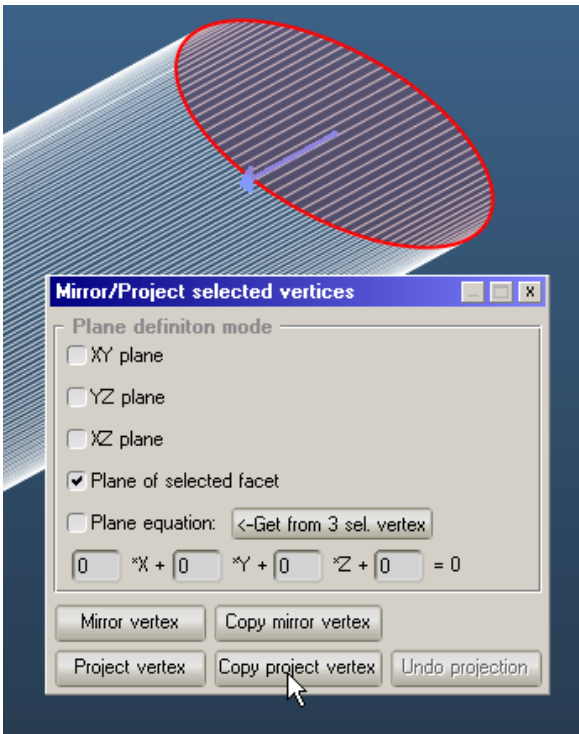 Mirror/Project selected vertices
Plane definiton mode
XY plane
YZ plane
XZ plane
Plane of selected facet
Plane equation: <-Get from 3 sel. vertex
0 *X + 0 *Y + 0 *Z + 0 = 0
Mirror vertex Copy mirror vertex
Project vertex Copy project vertex Undo projection